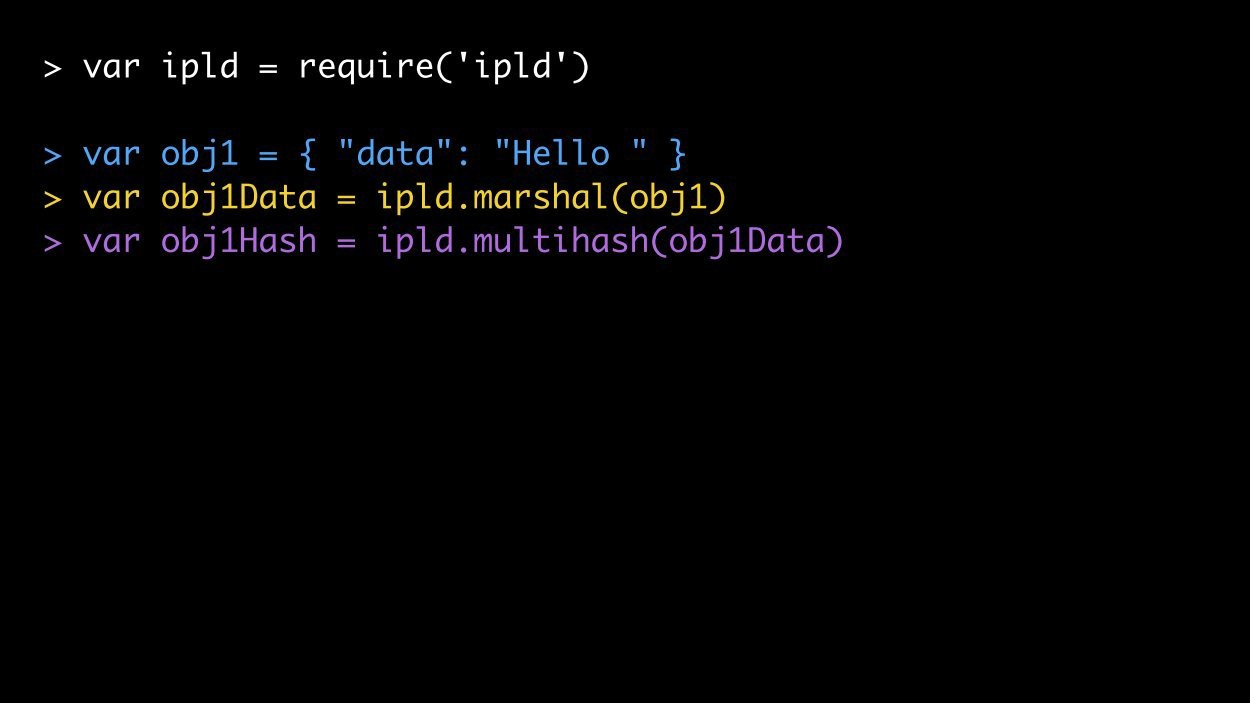 > var ipld = require('ipld')
> var obj1 = { "data": "Hello " }
> var obj1Data = ipld.marshal(obj1)
> var obj1Hash = ipld.multihash(obj1Data)